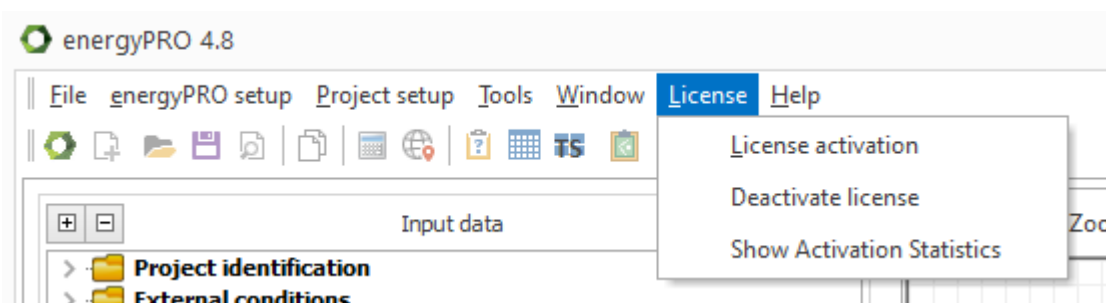 energyPRO 4.8
File energyPRO setup Project setup Tools Window License Help
TS
License activation
Deactivate license
Show Activation Statistics
Input data
Project identification
External conditions